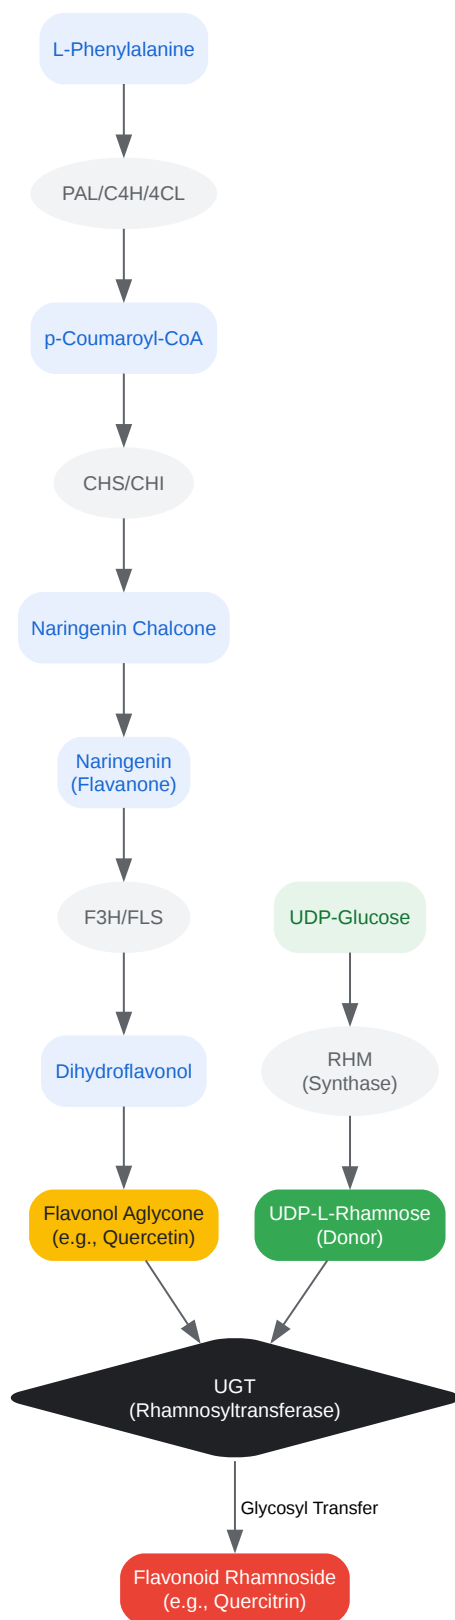 L-Phenylalanine
PAL/C4H/4CL
p-Coumaroyl-CoA
CHS/CHI
Naringenin Chalcone
Naringenin
(Flavanone)
F3H/FLS
UDP-Glucose
Dihydroflavonol
RHM
(Synthase)
Flavonol Aglycone
(e.g., Quercetin)
UDP-L-Rhamnose
(Donor)
UGT
(Rhamnosyltransferase)
Glycosyl Transfer
Flavonoid Rhamnoside
(e.g., Quercitrin)